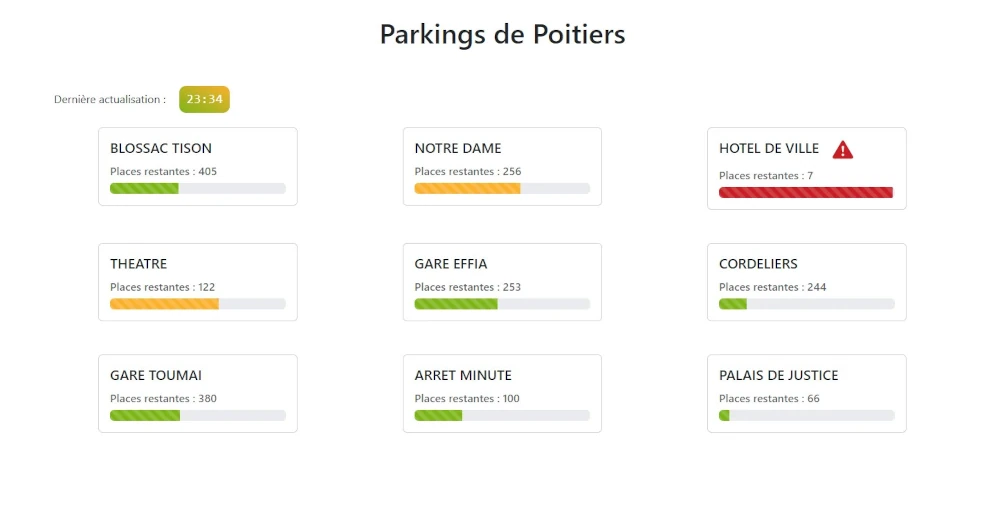 Parkings de Poitiers
Dernière actualisation :
23:34
BLOSSAC TISON
Places restantes : 405
NOTRE DAME
Places restantes : 256
HOTEL DE VILLE
Places restantes : 7
THEATRE
Places restantes : 122
GARE EFFIA
Places restantes : 253
CORDELIERS
Places restantes : 244
GARE TOUMAI
Places restantes : 380
ARRET MINUTE
Places restantes : 100
PALAIS DE JUSTICE
Places restantes : 66